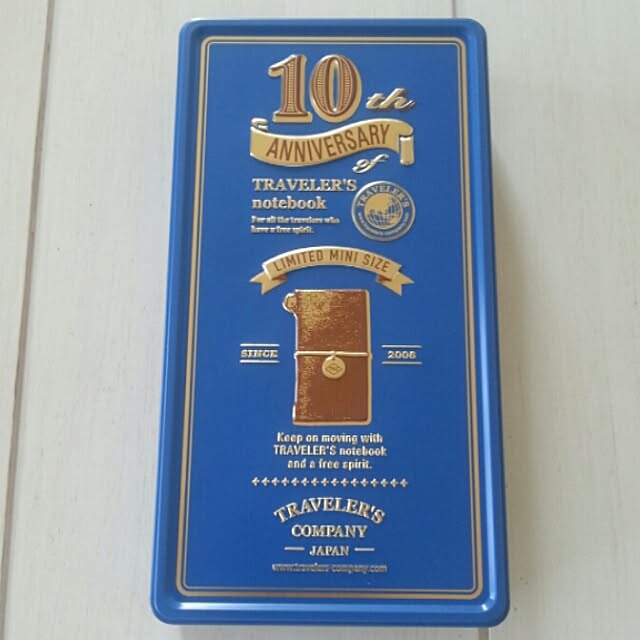 10th
ANNIVERSARY
of
TRAVELER'S
notebook
For all the travelers who
have a free spirit.
TRAVELER'S
LIMITED MINI SIZE
SINCE 2006
Keep on moving with
TRAVELER'S notebook
and a free spirit.
TRAVELER'S
COMPANY
JAPAN
www.travelers-company.com